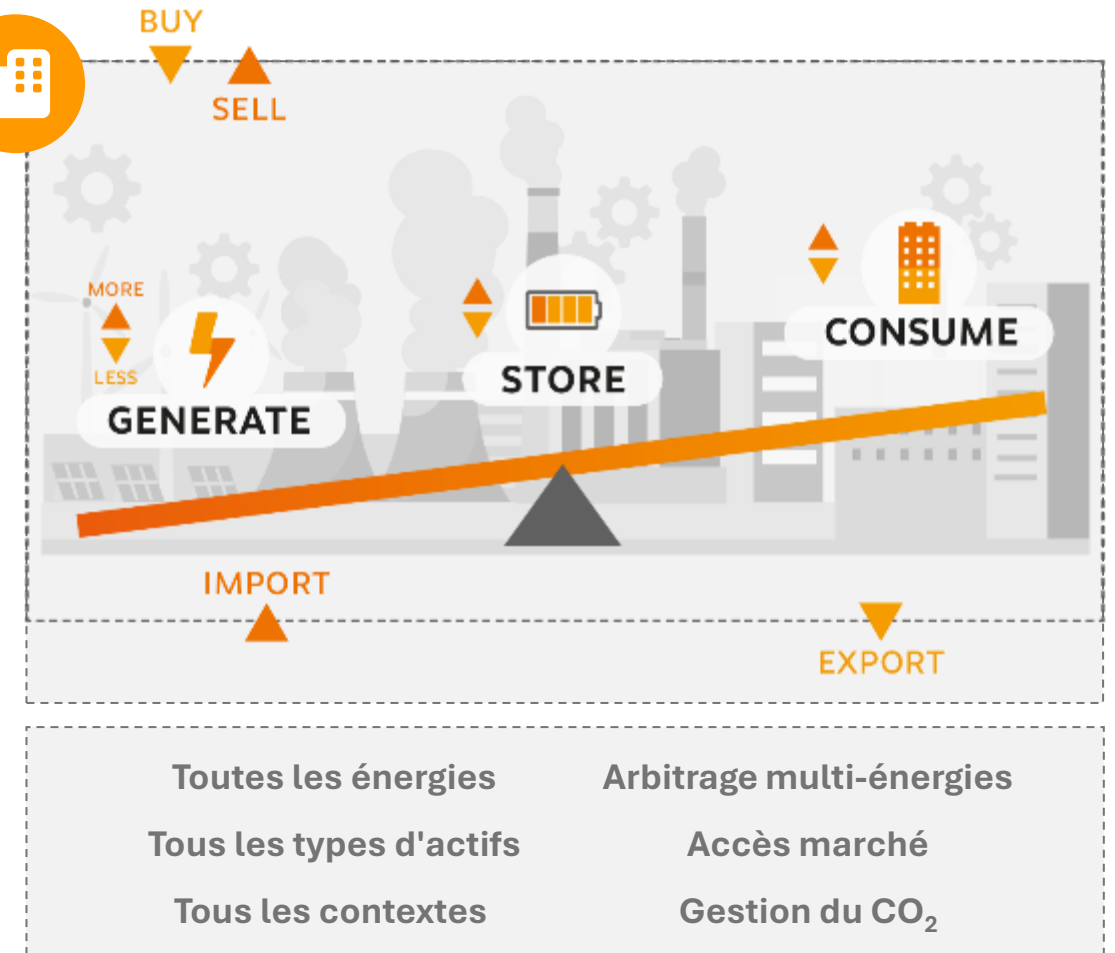 BUY
SELL
MORE
LESS
GENERATE
STORE
CONSUME
IMPORT
EXPORT
Toutes les énergies
Arbitrage multi-énergies
Tous les types d'actifs
Accès marché
Tous les contextes
Gestion du CO₂